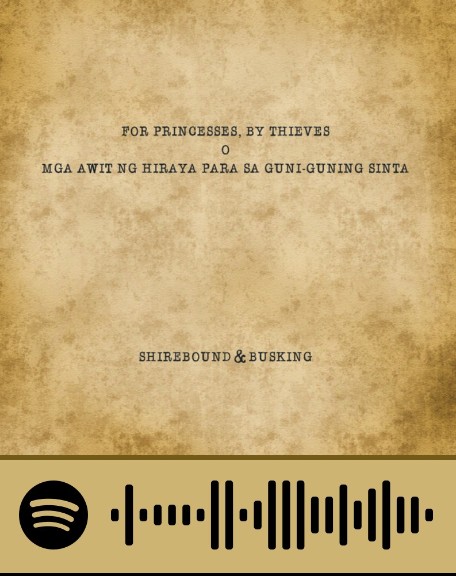 FOR PRINCESSES, BY THIEVES
O
MGA AWIT NG HIRAYA PARA SA GUNI-GUNING SINTA
SHIREBOUND & BUSKING